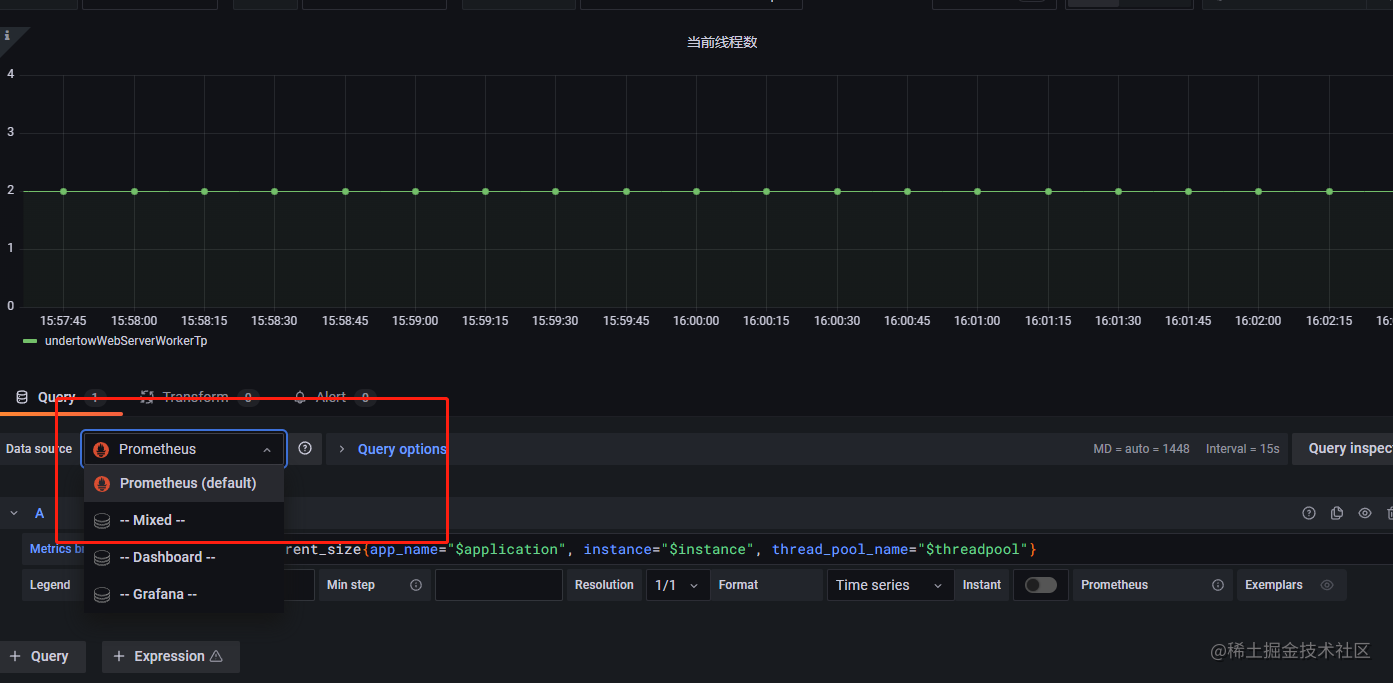 当前线程数
4
3
2
1
0
15:57:45 15:58:00 15:58:15 15:58:30 15:58:45 15:59:00 15:59:15 15:59:30 15:59:45 16:00:00 16:00:15 16:00:30 16:00:45 16:01:00 16:01:15 16:01:30 16:01:45 16:02:00 16:02:15 16:
undertowWebServerWorkerTp
Query 1 Transform 0 Alert 0
Data source Prometheus Query options MD = auto = 1448 Interval = 15s Query inspec
Prometheus (default)
A
-- Mixed --
Metrics br rent_size{app_name="$application", instance="$instance", thread_pool_name="$threadpool"}
-- Dashboard --
Legend Min step Resolution 1/1 Format Time series Instant Prometheus Exemplars
-- Grafana --
+ Query + Expression
@稀土掘金技术社区